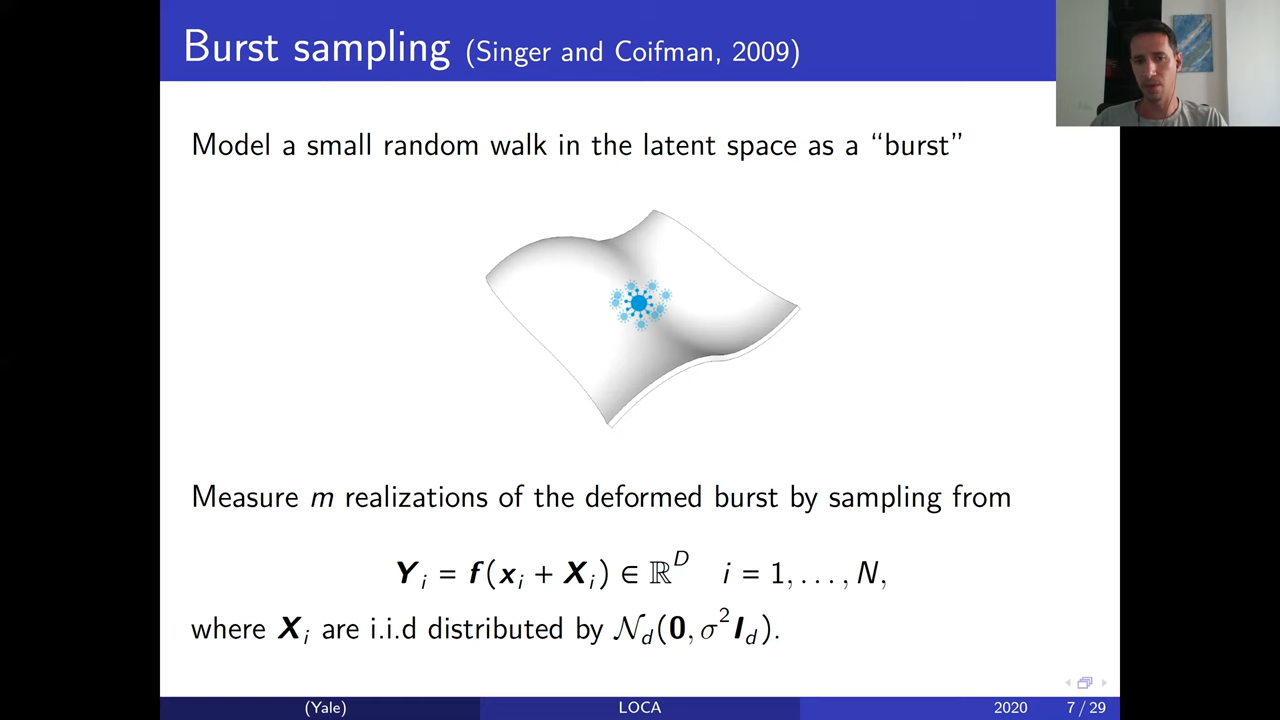 Burst sampling (Singer and Coifman, 2009)
Model a small random walk in the latent space as a “burst”
Measure m realizations of the deformed burst by sampling from
Y_i = f(x_i + X_i) ∈ ℝ^D i = 1, . . . , N,
where X_i are i.i.d distributed by 𝒩_d(0, σ^2 I_d).
(Yale) LOCA 2020 7 / 29